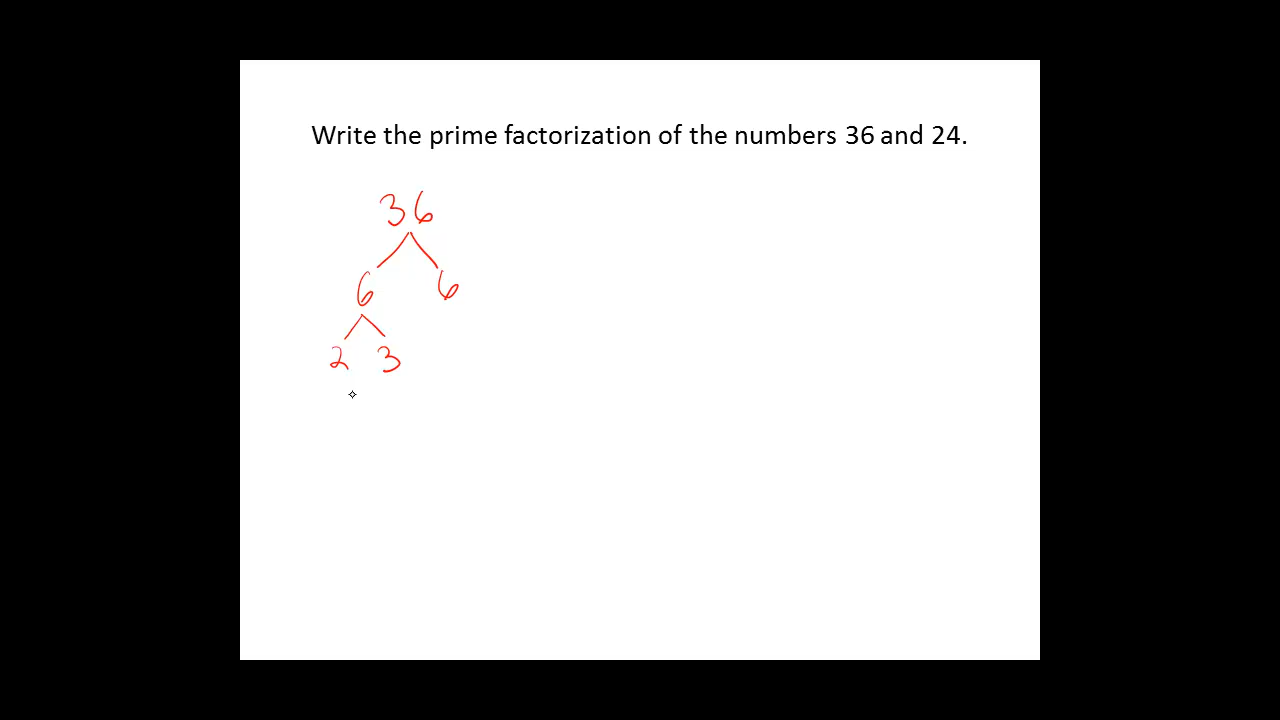 Write the prime factorization of the numbers 36 and 24.
36
6 6
2 3